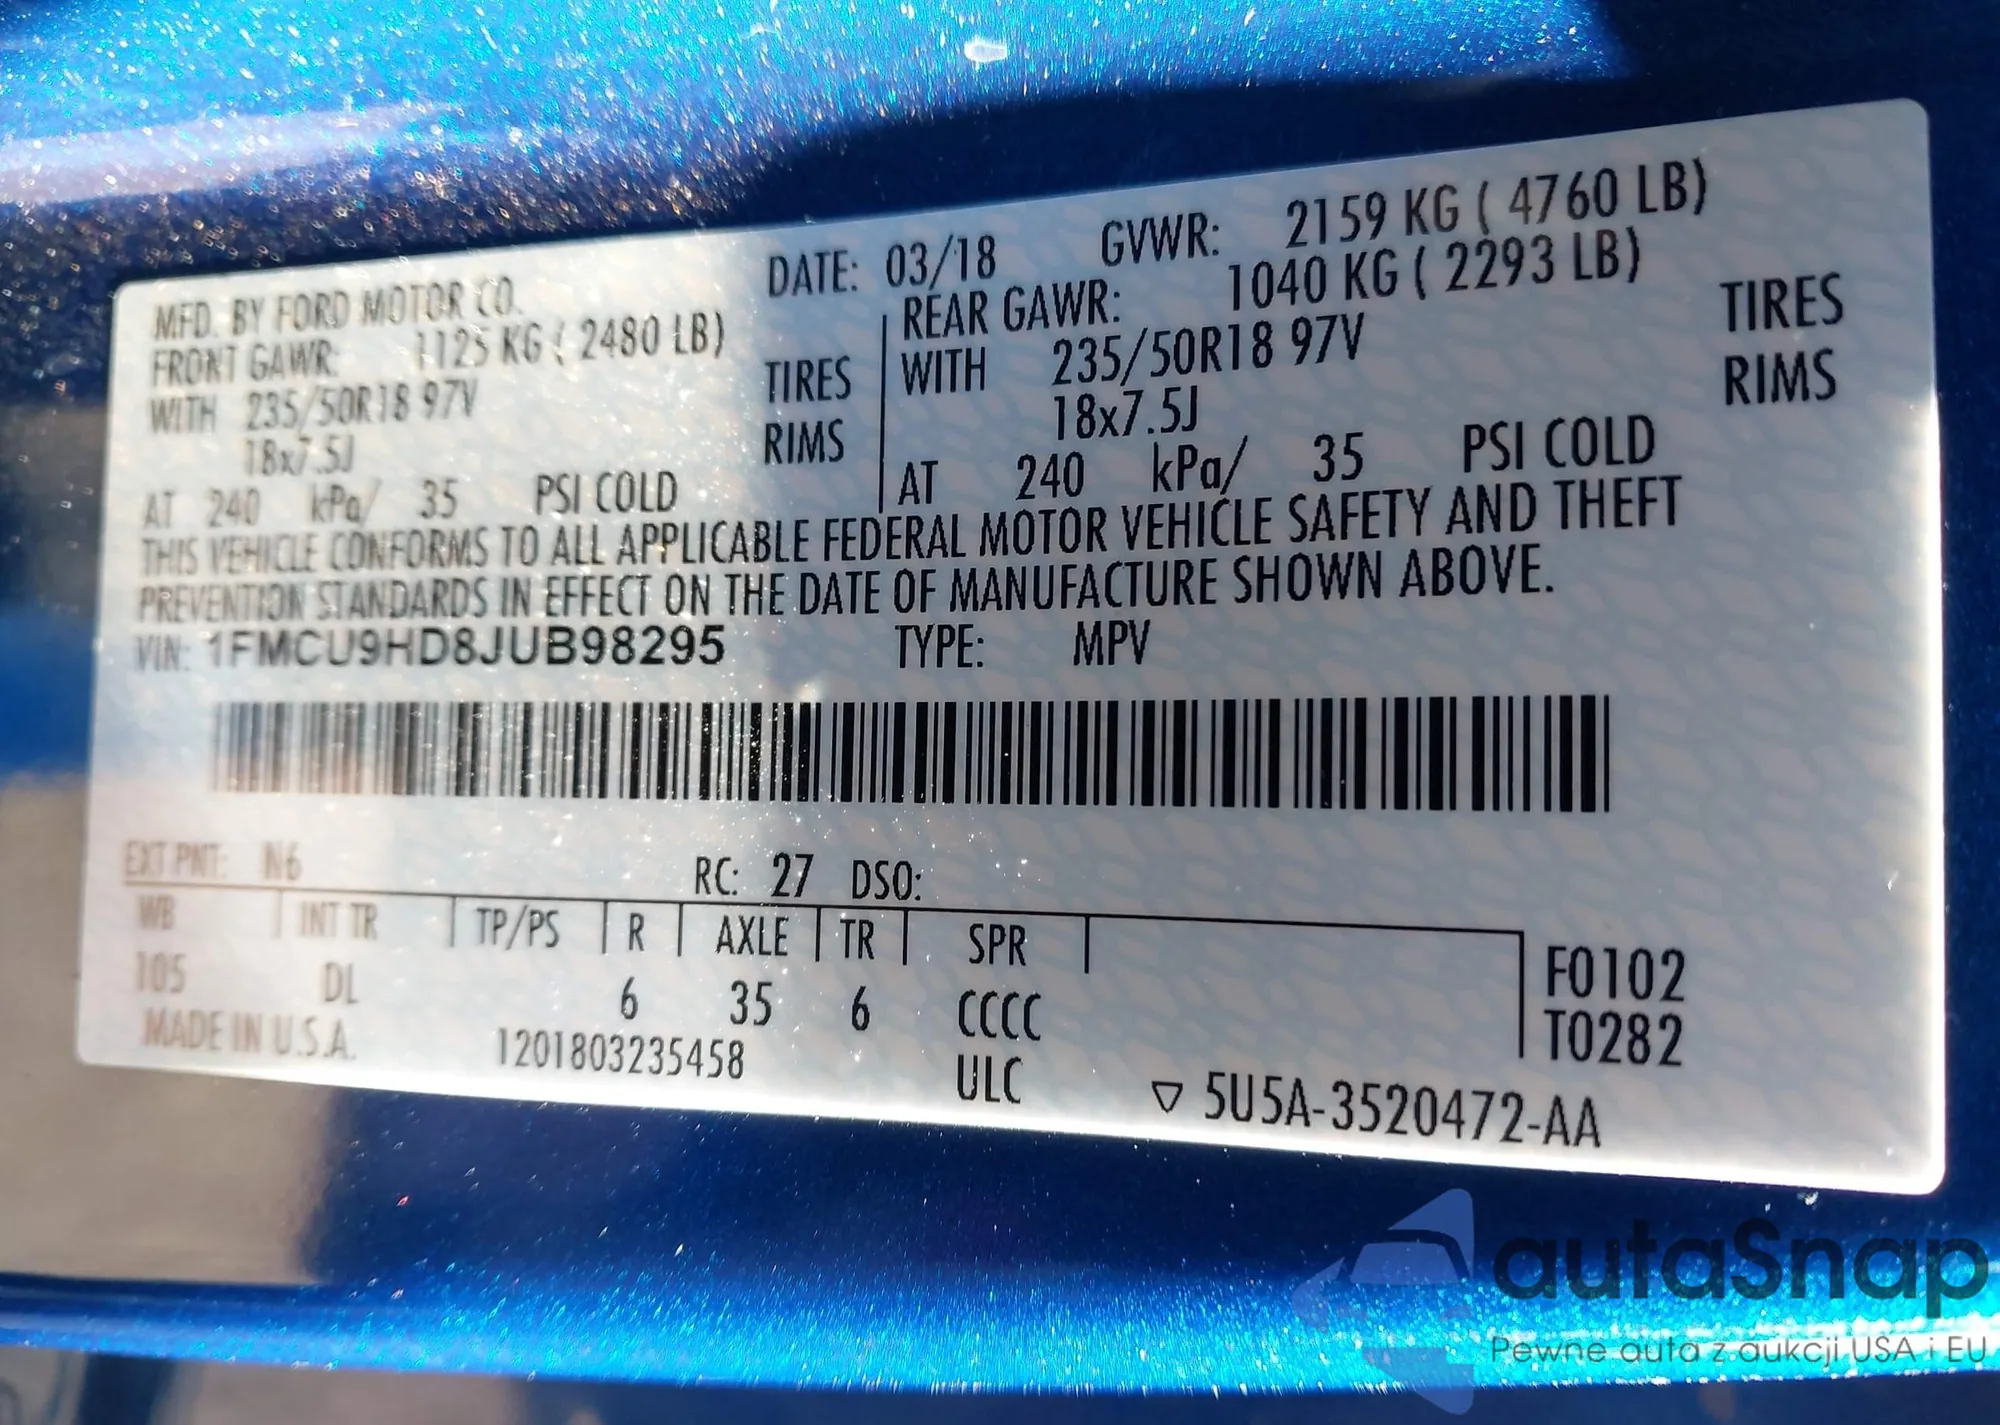 MFD. BY FORD MOTOR CO. DATE: 03/18 GVWR: 2159 KG ( 4760 LB)
FRONT GAWR: 1125 KG ( 2480 LB) REAR GAWR: 1040 KG ( 2293 LB)
WITH 235/50R18 97V TIRES WITH 235/50R18 97V TIRES
18x7.5J RIMS 18x7.5J RIMS
AT 240 kPa/ 35 PSI COLD AT 240 kPa/ 35 PSI COLD
THIS VEHICLE CONFORMS TO ALL APPLICABLE FEDERAL MOTOR VEHICLE SAFETY AND THEFT
PREVENTION STANDARDS IN EFFECT ON THE DATE OF MANUFACTURE SHOWN ABOVE.
VIN: 1FMCU9HD8JUB98295 TYPE: MPV
EXT PNT: N6 RC: 27 DSO:
WB INT TR TP/PS R AXLE TR SPR
105 DL 6 35 6 CCCC F0102
MADE IN U.S.A. 1201803235458 ULC T0282
▽ 5U5A-3520472-AA
autaSnap
Pewne auta z aukcji USA i EU